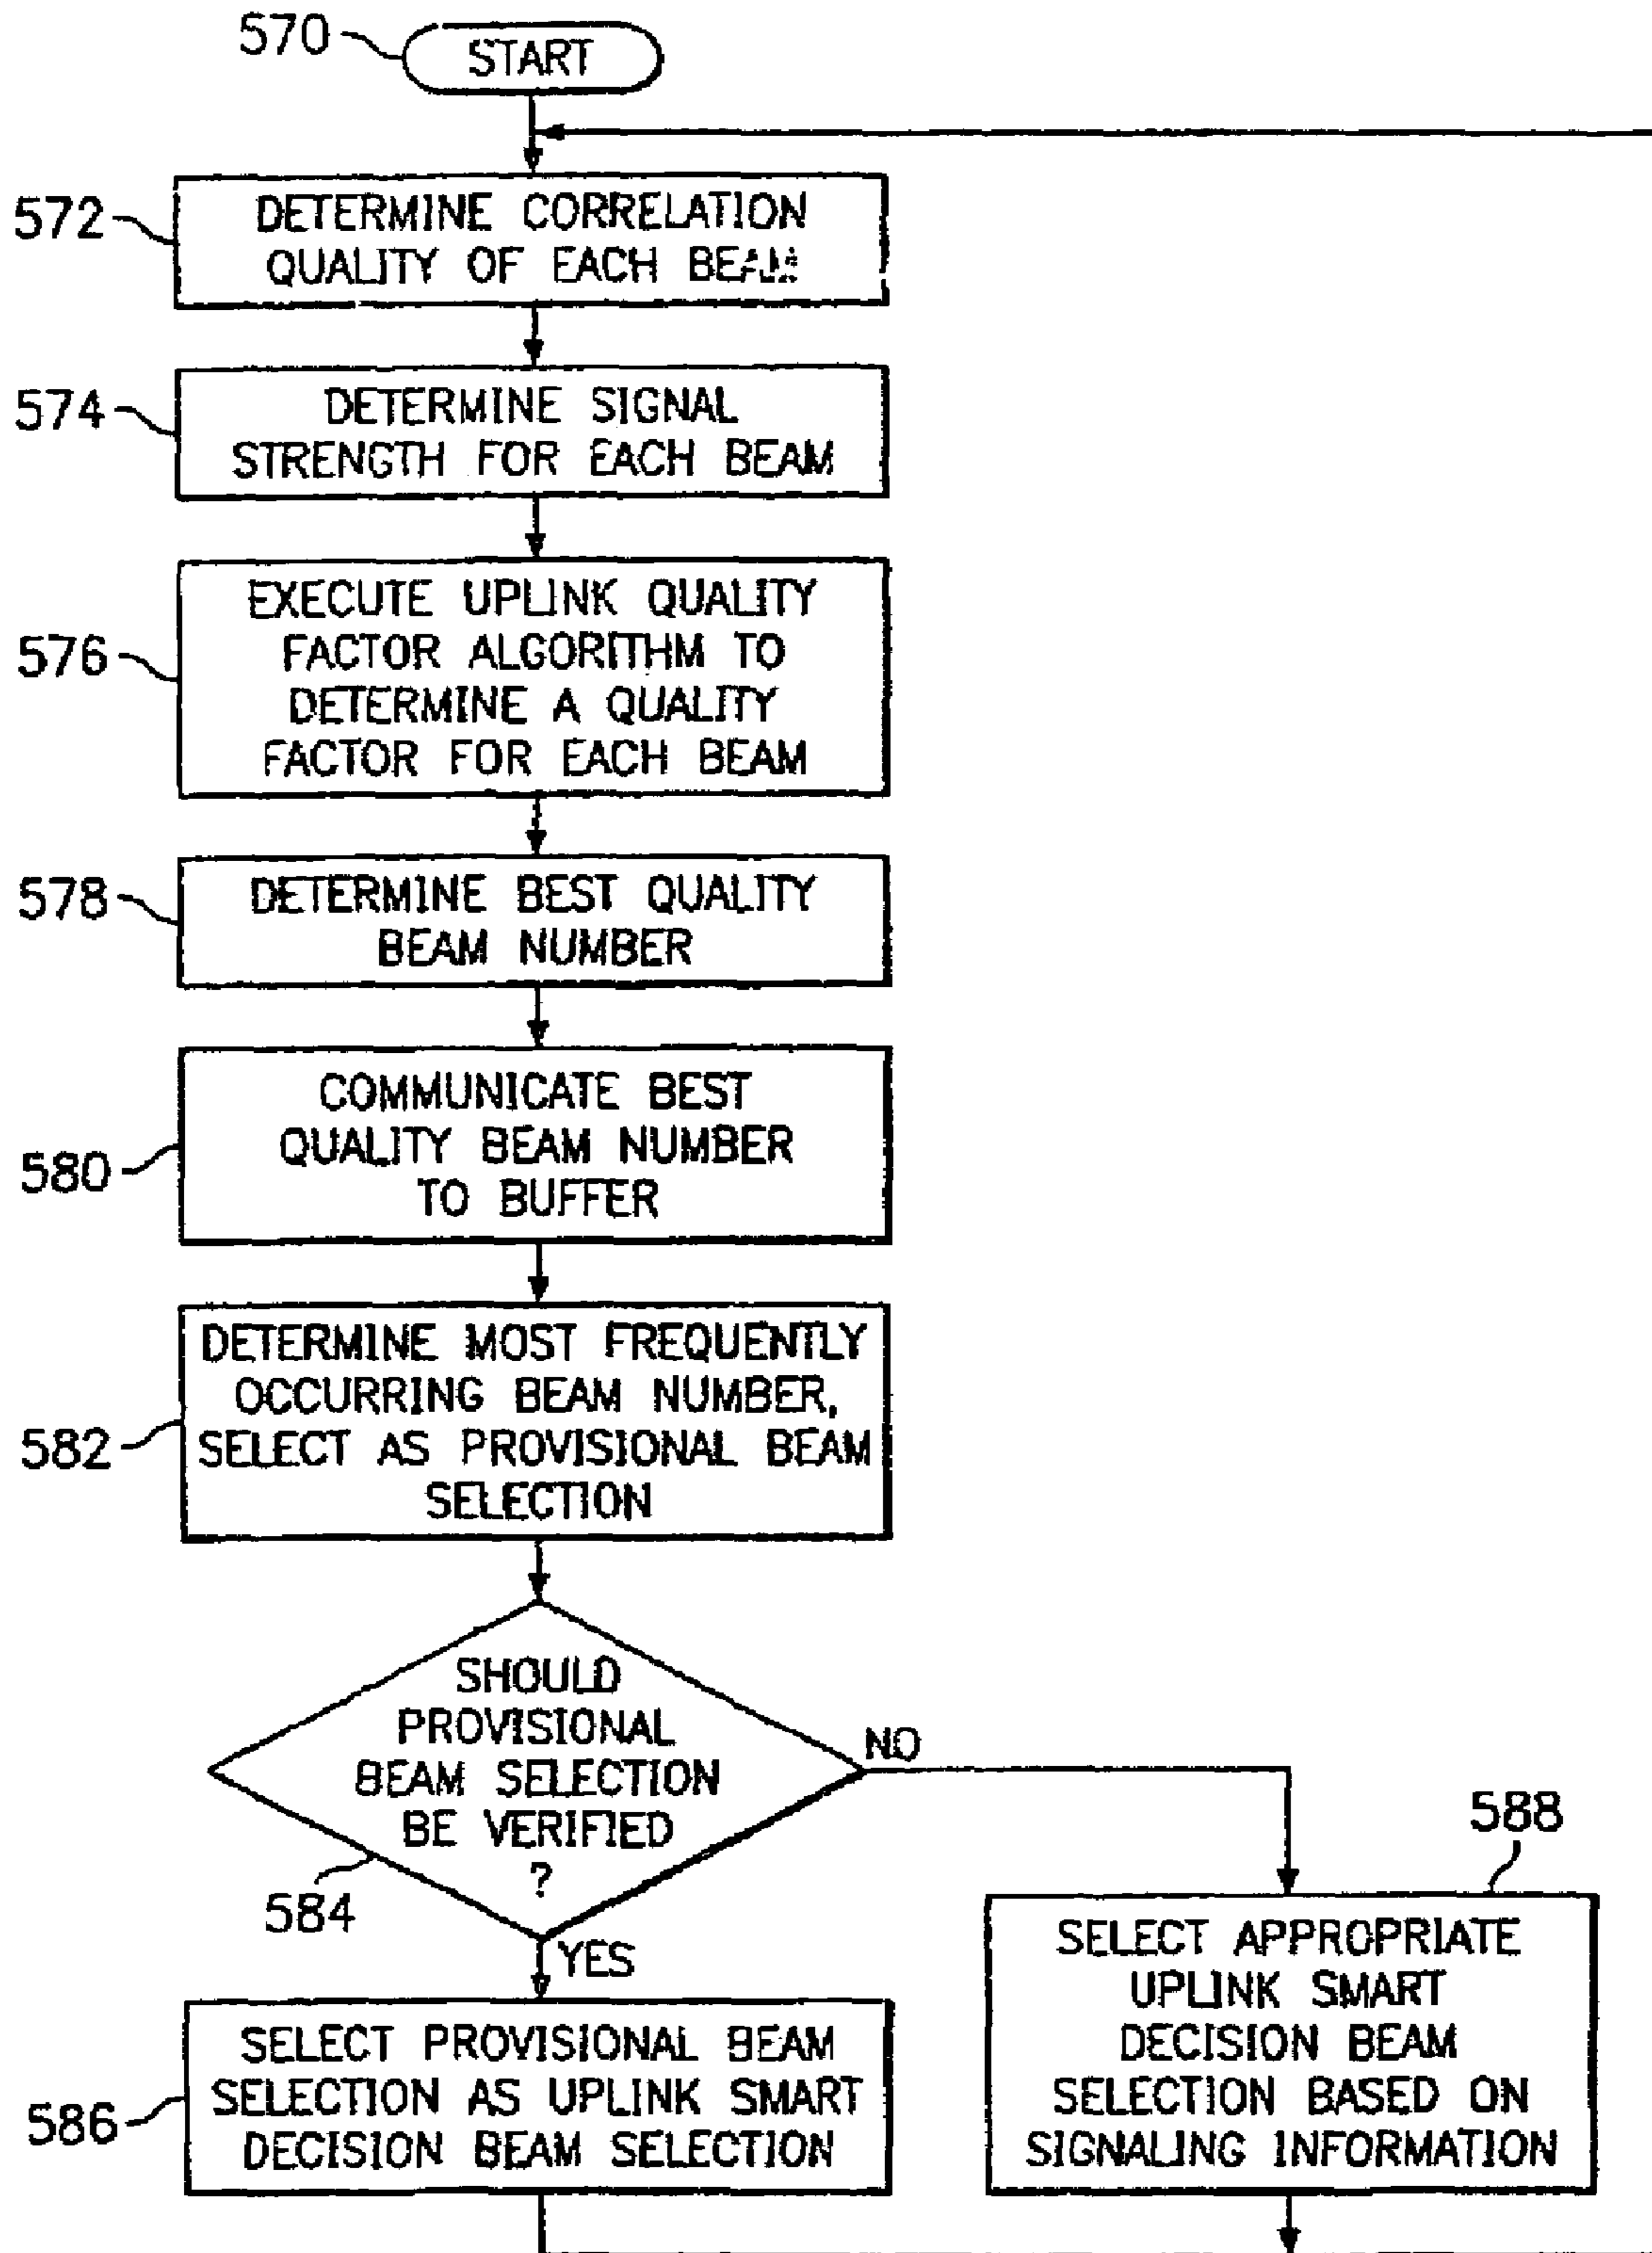 570
START
572
DETERMINE CORRELATION
QUALITY OF EACH BEAM
574
DETERMINE SIGNAL
STRENGTH FOR EACH BEAM
576
EXECUTE UPLINK QUALITY
FACTOR ALGORITHM TO
DETERMINE A QUALITY
FACTOR FOR EACH BEAM
578
DETERMINE BEST QUALITY
BEAM NUMBER
580
COMMUNICATE BEST
QUALITY BEAM NUMBER
TO BUFFER
582
DETERMINE MOST FREQUENTLY
OCCURRING BEAM NUMBER,
SELECT AS PROVISIONAL BEAM
SELECTION
SHOULD
PROVISIONAL
BEAM SELECTION
BE VERIFIED
?
584
NO
YES
586
SELECT PROVISIONAL BEAM
SELECTION AS UPLINK SMART
DECISION BEAM SELECTION
588
SELECT APPROPRIATE
UPLINK SMART
DECISION BEAM
SELECTION BASED ON
SIGNALING INFORMATION